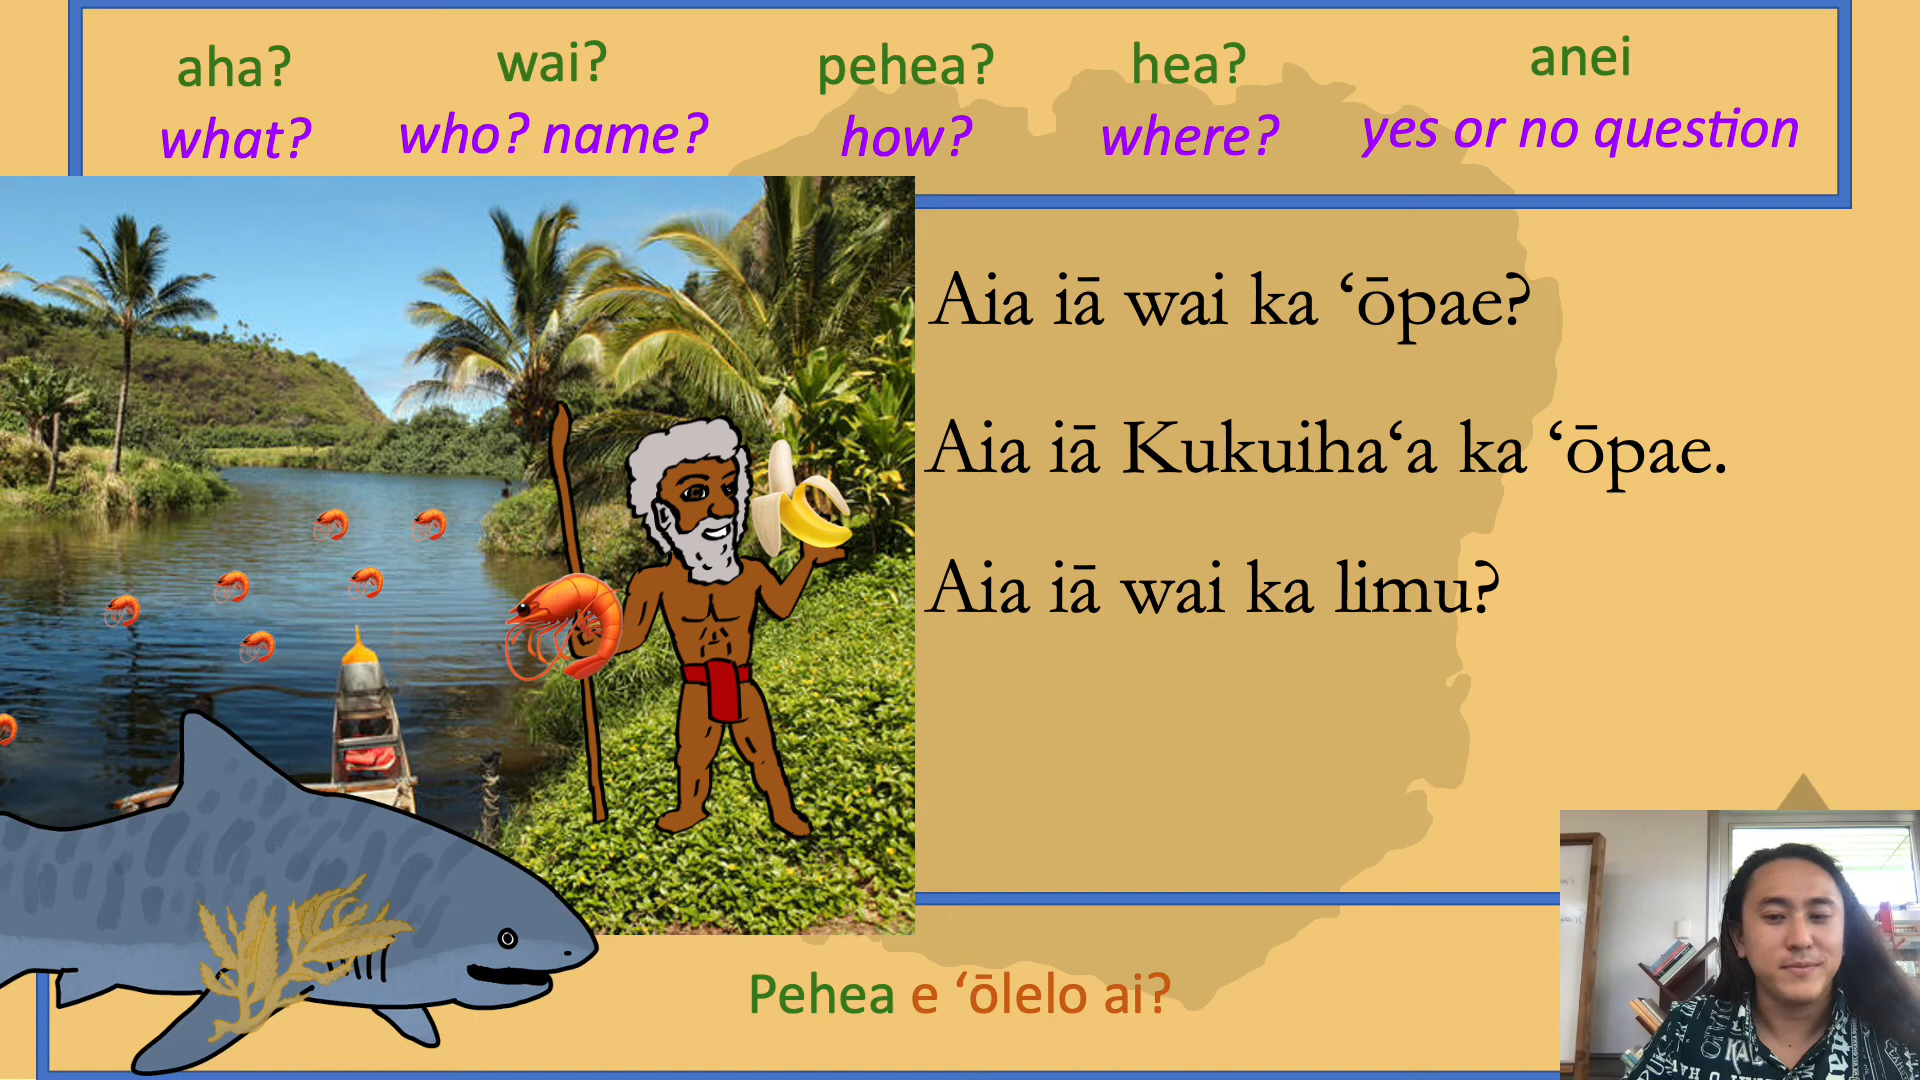 aha?
wai?
pehea?
hea?
anei
what?
who? name?
how?
where?
yes or no question
Aia iā wai ka ʻōpae?
Aia iā Kukuihaʻa ka ʻōpae.
Aia iā wai ka limu?
Pehea e ʻōlelo ai?